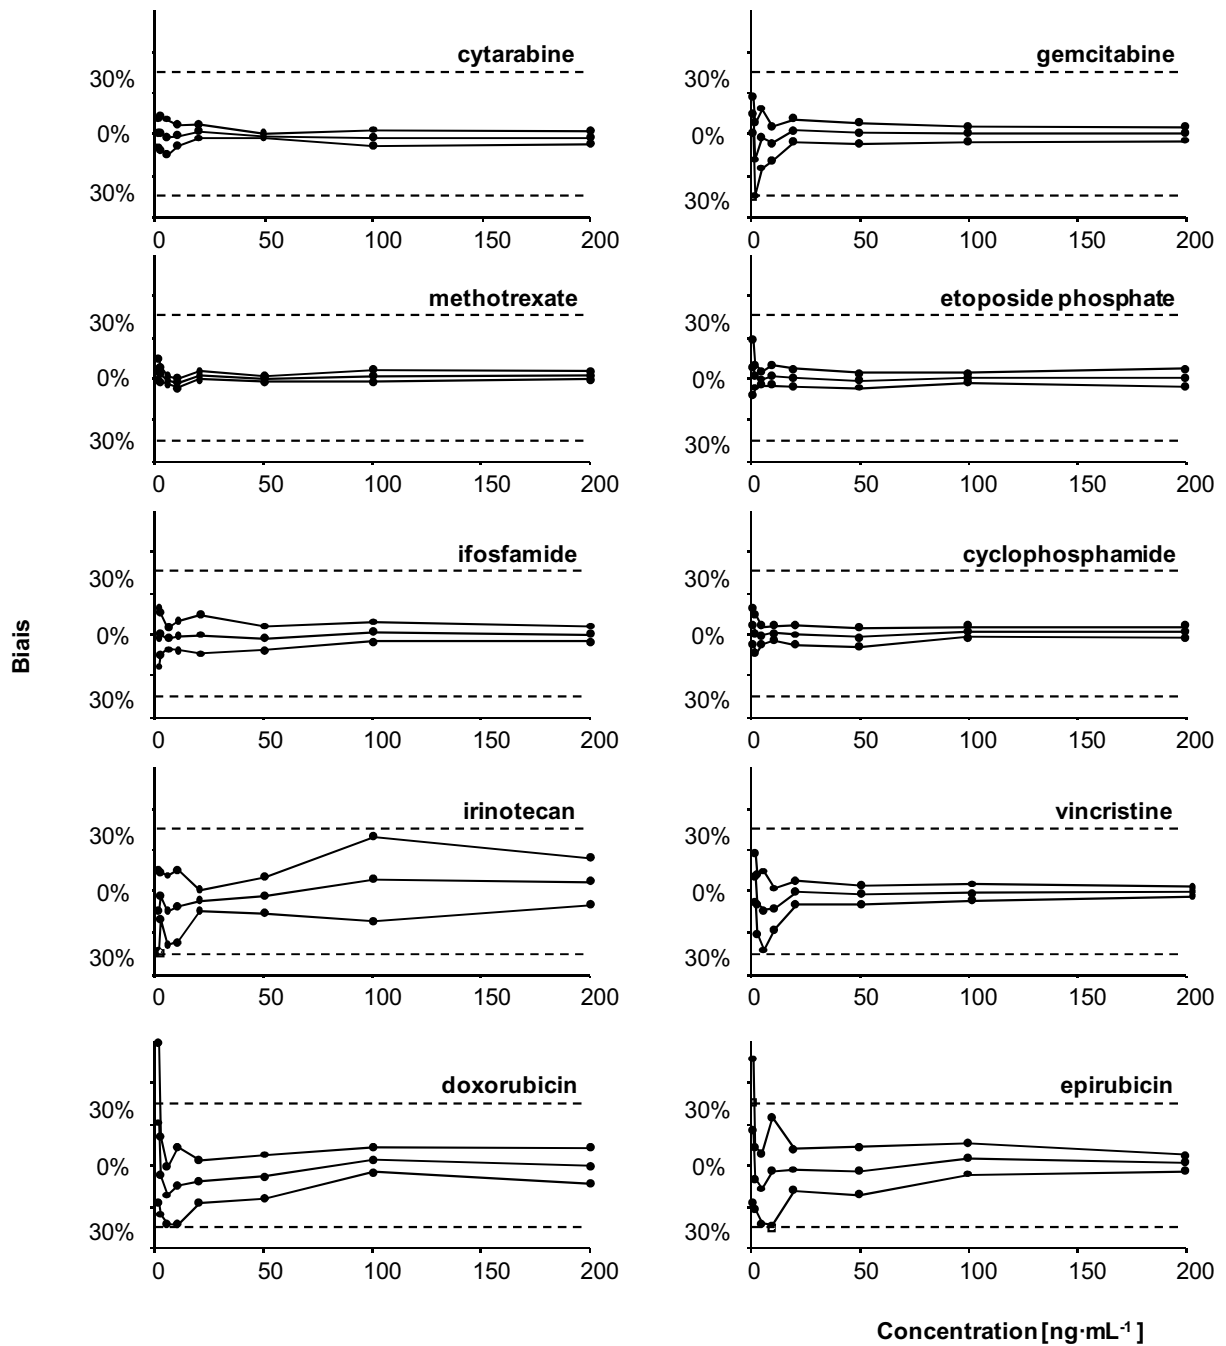 cytarabine gemcitabine
30% 30%
0% 0%
30% 30%
0 50 100 150 200 0 50 100 150 200
methotrexate etoposide phosphate
30% 30%
0% 0%
30% 30%
0 50 100 150 200 0 50 100 150 200
ifosfamide cyclophosphamide
30% 30%
0% 0%
Biais
30% 30%
0 50 100 150 200 0 50 100 150 200
irinotecan vincristine
30% 30%
0% 0%
30% 30%
0 50 100 150 200 0 50 100 150 200
doxorubicin epirubicin
30% 30%
0% 0%
30% 30%
0 50 100 150 200 0 50 100 150 200
Concentration [ng·mL⁻¹ ]